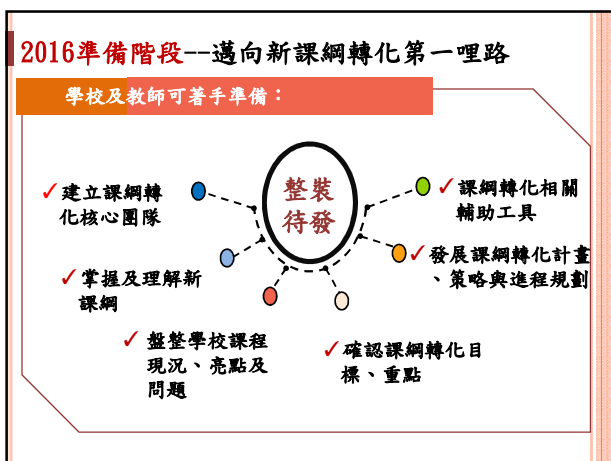 2016準備階段--邁向新課綱轉化第一哩路
學校及教師可著手準備：
整裝
待發
✓建立課綱轉
化核心團隊
✓掌握及理解新
課綱
✓盤整學校課程
現況、亮點及
問題
✓確認課綱轉化目
標、重點
✓發展課綱轉化計畫
、策略與進程規劃
✓課綱轉化相關
輔助工具